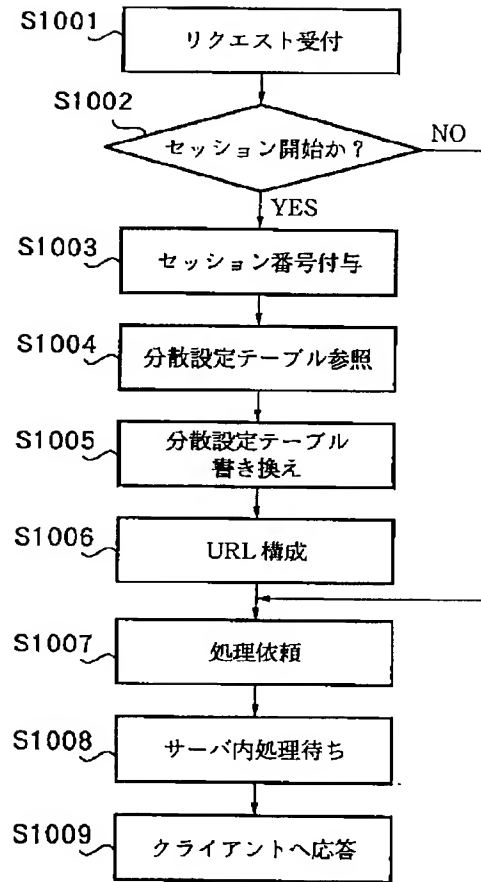 S1001
リクエスト受付
S1002
セッション開始か?
NO
YES
S1003
セッション番号付与
S1004
分散設定テーブル参照
S1005
分散設定テーブル
書き換え
S1006
URL構成
S1007
処理依頼
S1008
サーバ内処理待ち
S1009
クライアントへ応答